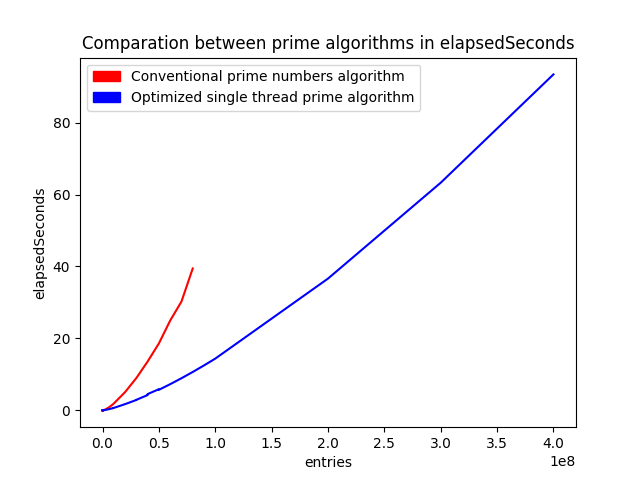 Comparation between prime algorithms in elapsedSeconds
Conventional prime numbers algorithm
Optimized single thread prime algorithm
elapsedSeconds
80
60
40
20
0
0.0 0.5 1.0 1.5 2.0 2.5 3.0 3.5 4.0
1e8
entries